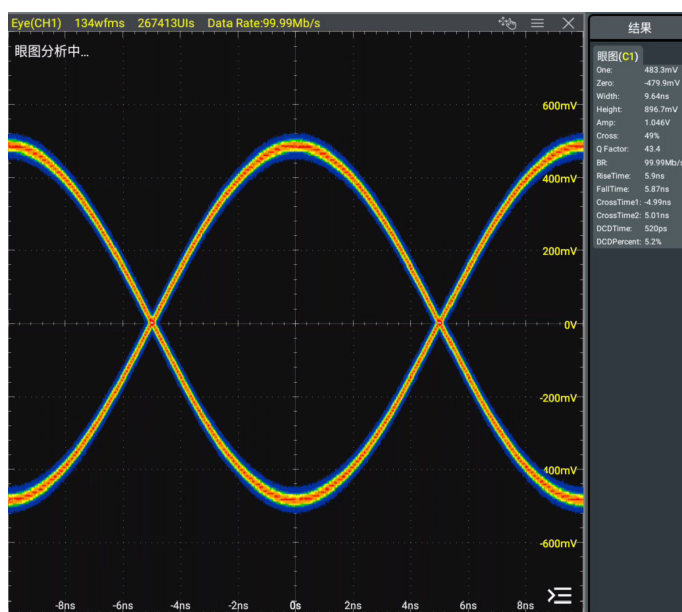 Eye(CH1) 134wfms 267413UIs Data Rate:99.99Mb/s
眼图分析中...
600mV
400mV
200mV
0V
-200mV
400mV
-600mV
-8ns -6ns -4ns -2ns 0s 2ns 4ns 6ns 8ns
结果
眼图(C1)
One: 483.3mV
Zero: -479.9mV
Width: 9.64ns
Height: 896.7mV
Amp: 1.046V
Cross: 49%
Q Factor: 43.4
BR: 99.99Mb/s
RiseTime: 5.9ns
FallTime: 5.87ns
CrossTime1: -4.99ns
CrossTime2: 5.01ns
DCDTime: 520ps
DCDPercent: 5.2%